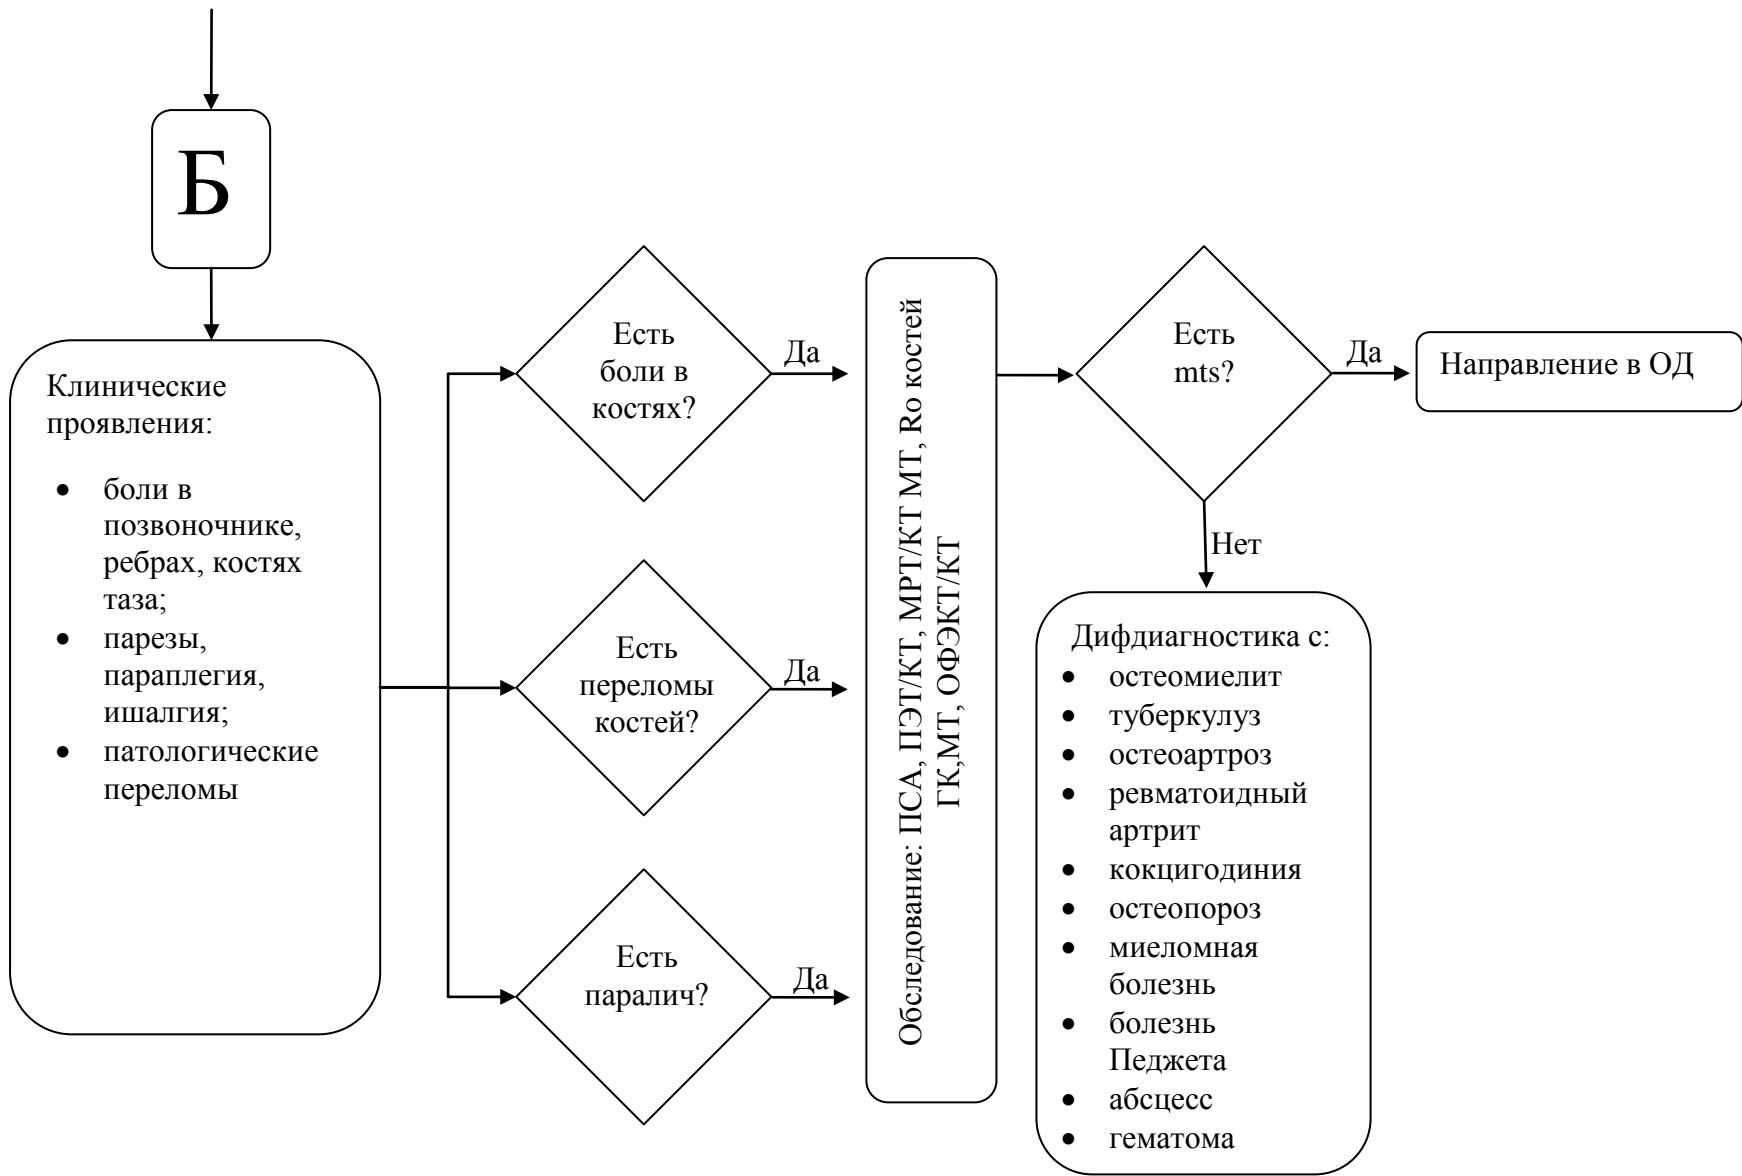 Б
Клинические
проявления:
• боли в
позвоночнике,
ребрах, костях
таза;
• парезы,
параплегия,
ишалгия;
• патологические
переломы
Есть
боли в
костях?
Да
Есть
переломы
костей?
Да
Есть
паралич?
Да
Обследование: ПСА, ПЭТ/КТ, МРТ/КТ МТ, Ro костей
ГК,МТ, ОФЭКТ/КТ
Есть
mts?
Да
Направление в ОД
Нет
Дифдиагностика с:
• остеомиелит
• туберкулуз
• остеоартроз
• ревматоидный
артрит
• кокцигодиния
• остеопороз
• миеломная
болезнь
• болезнь
Педжета
• абсцесс
• гематома